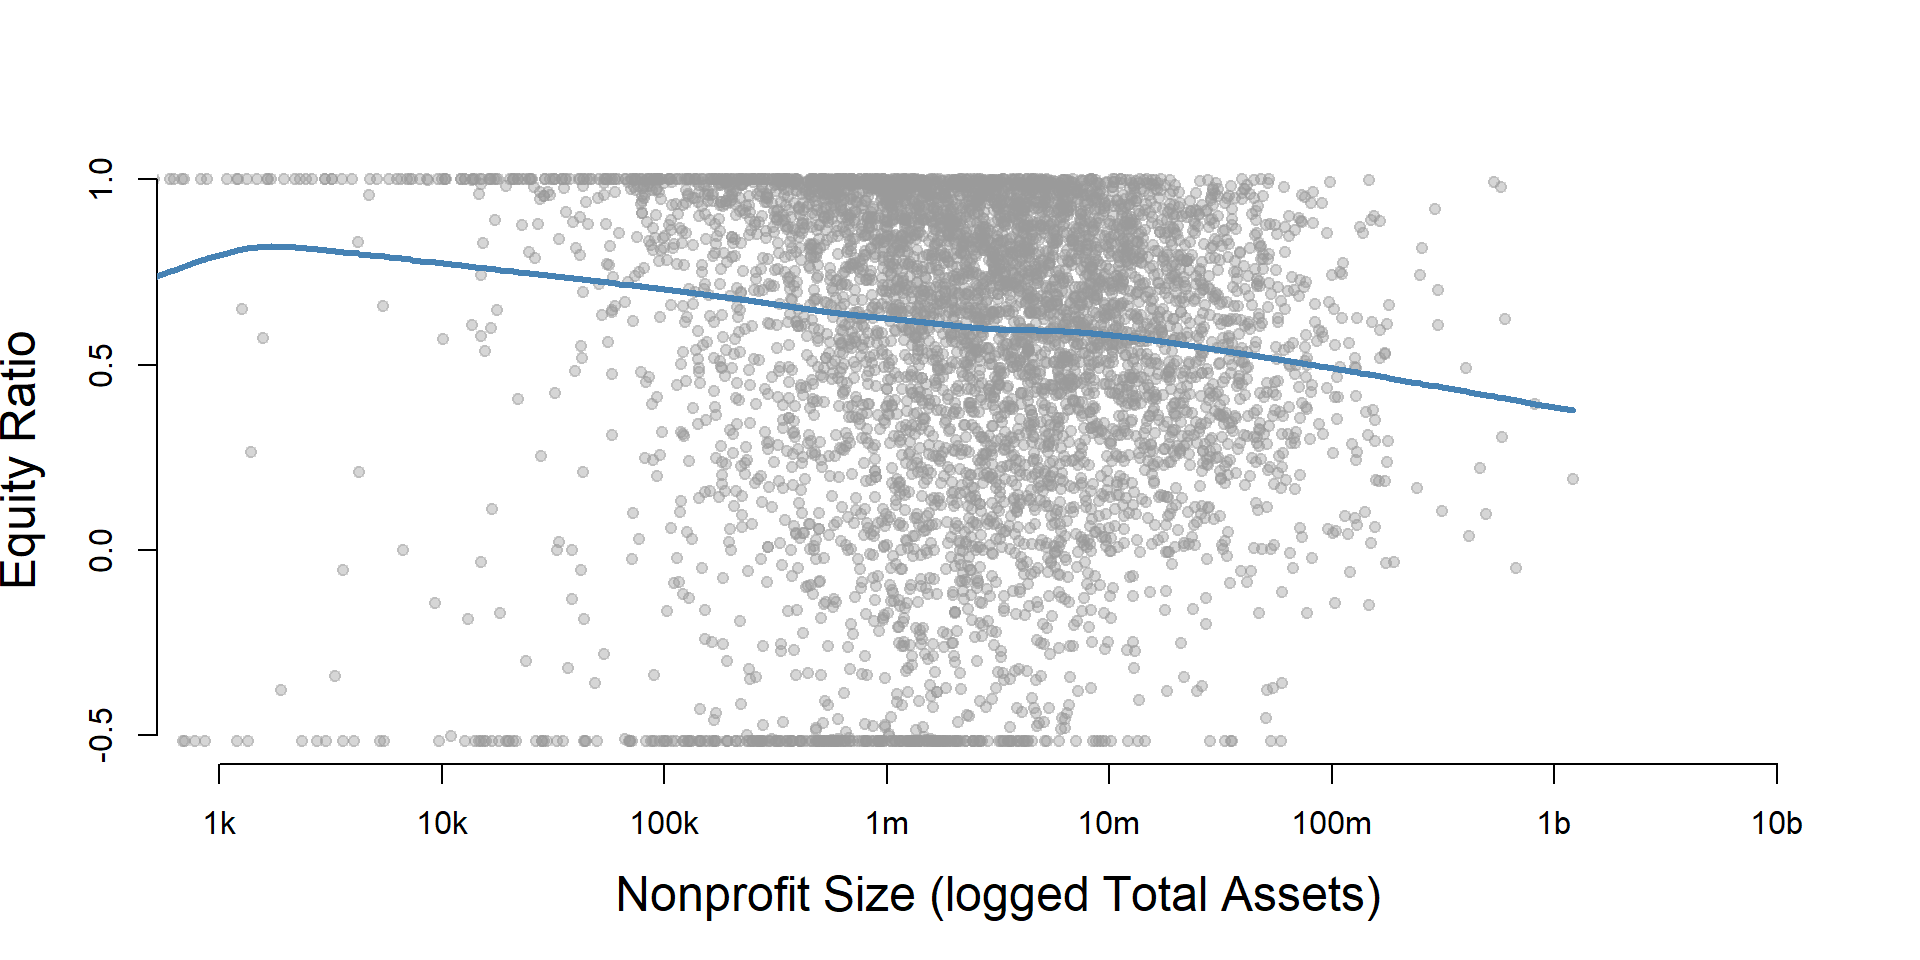 Equity Ratio
1.0
0.5
0.0
-0.5
1k 10k 100k 1m 10m 100m 1b 10b
Nonprofit Size (logged Total Assets)